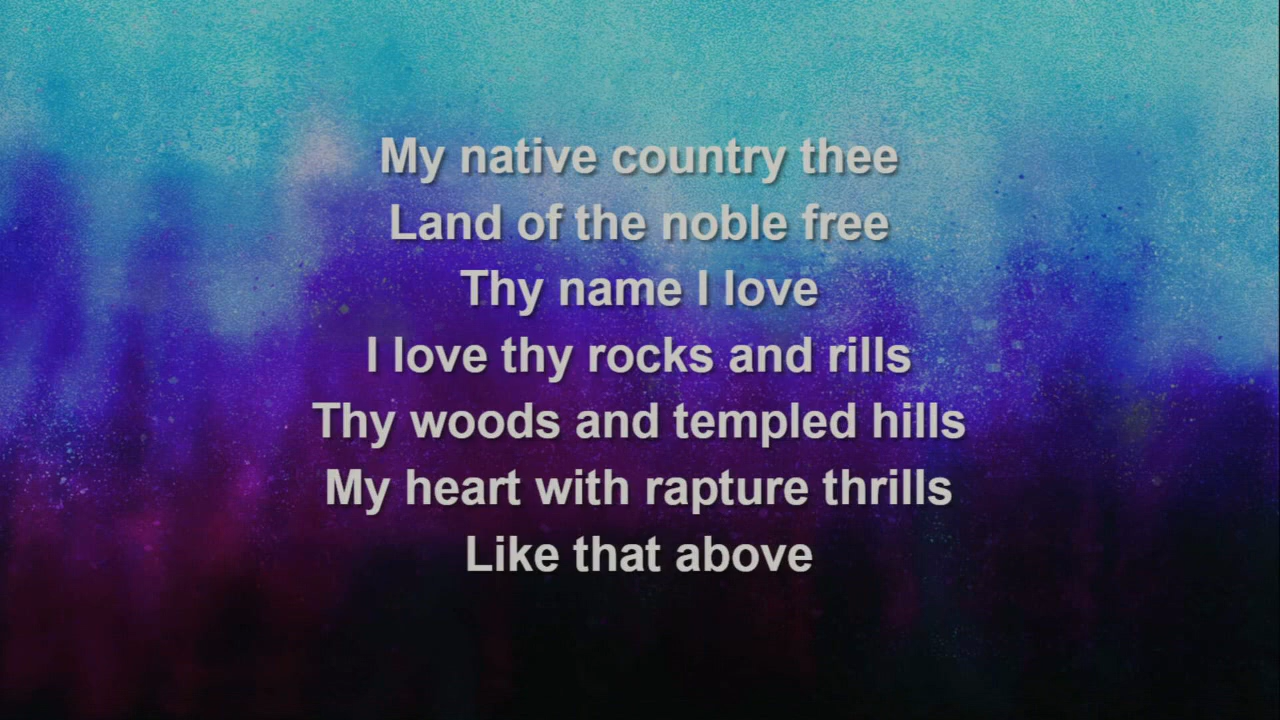 My native country thee
Land of the noble free
Thy name I love
I love thy rocks and rills
Thy woods and templed hills
My heart with rapture thrills
Like that above